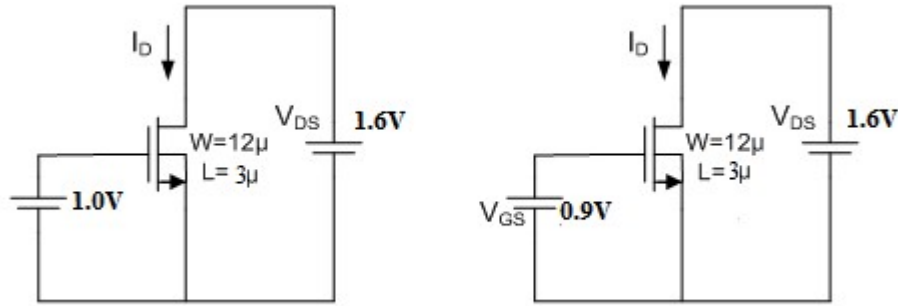 I_D
V_DS 1.6V
W=12µ
L= 3µ
1.0V
I_D
V_DS 1.6V
W=12µ
L= 3µ
V_GS 0.9V